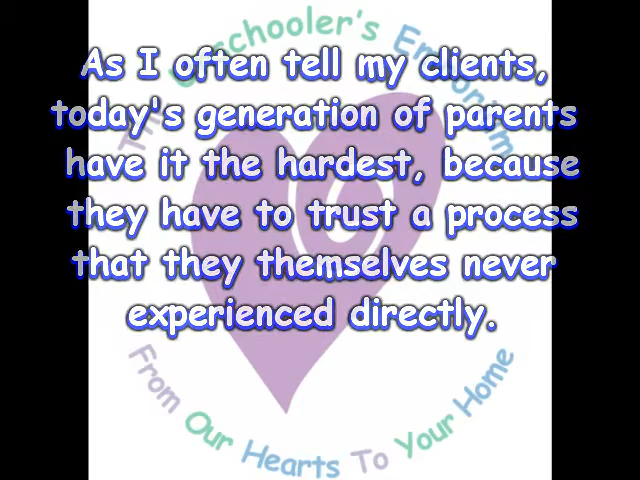 As I often tell my clients,
today's generation of parents
have it the hardest, because
they have to trust a process
that they themselves never
experienced directly.
From Our Hearts To Your Home